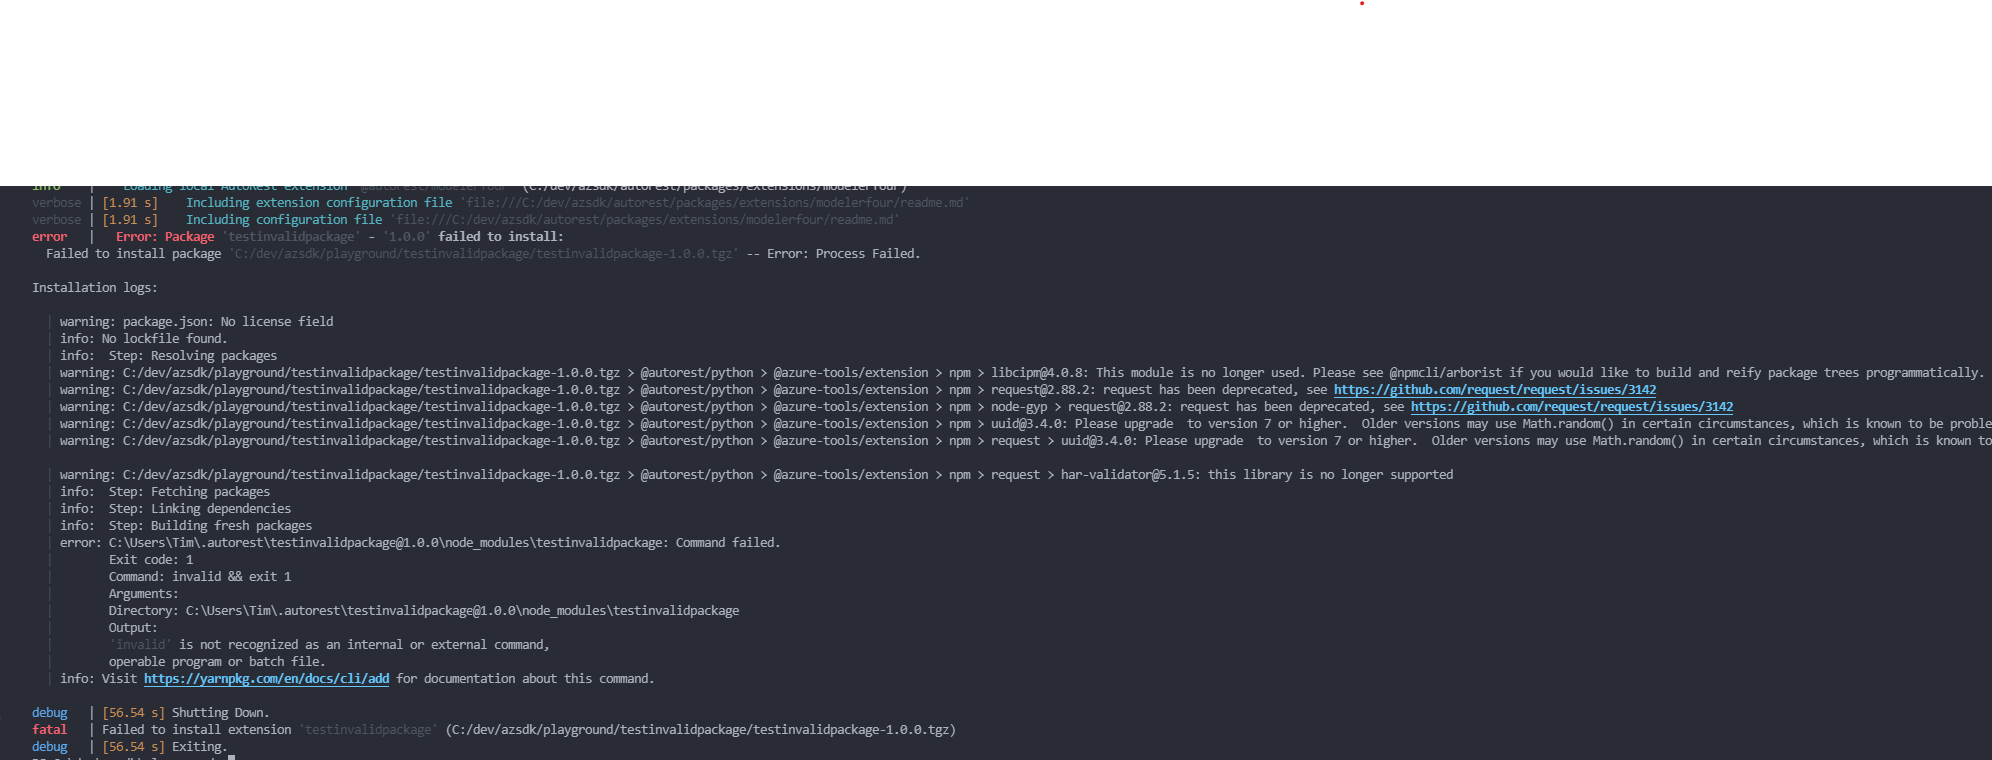 info    |    Loading local AutoRest extension '@autorest/modelerfour' (C:/dev/azsdk/autorest/packages/extensions/modelerfour)
verbose | [1.91 s]    Including extension configuration file 'file:///C:/dev/azsdk/autorest/packages/extensions/modelerfour/readme.md'
verbose | [1.91 s]    Including configuration file 'file:///C:/dev/azsdk/autorest/packages/extensions/modelerfour/readme.md'
error   |   Error: Package 'testinvalidpackage' - '1.0.0' failed to install:
  Failed to install package 'C:/dev/azsdk/playground/testinvalidpackage/testinvalidpackage-1.0.0.tgz' -- Error: Process Failed.
Installation logs:
  | warning: package.json: No license field
  | info: No lockfile found.
  | info:  Step: Resolving packages
  | warning: C:/dev/azsdk/playground/testinvalidpackage/testinvalidpackage-1.0.0.tgz > @autorest/python > @azure-tools/extension > npm > libcipm@4.0.8: This module is no longer used. Please see @npmcli/arborist if you would like to build and reify package trees programmatically.
  | warning: C:/dev/azsdk/playground/testinvalidpackage/testinvalidpackage-1.0.0.tgz > @autorest/python > @azure-tools/extension > npm > request@2.88.2: request has been deprecated, see https://github.com/request/request/issues/3142
  | warning: C:/dev/azsdk/playground/testinvalidpackage/testinvalidpackage-1.0.0.tgz > @autorest/python > @azure-tools/extension > npm > node-gyp > request@2.88.2: request has been deprecated, see https://github.com/request/request/issues/3142
  | warning: C:/dev/azsdk/playground/testinvalidpackage/testinvalidpackage-1.0.0.tgz > @autorest/python > @azure-tools/extension > npm > uuid@3.4.0: Please upgrade  to version 7 or higher.  Older versions may use Math.random() in certain circumstances, which is known to be proble
  | warning: C:/dev/azsdk/playground/testinvalidpackage/testinvalidpackage-1.0.0.tgz > @autorest/python > @azure-tools/extension > npm > request > uuid@3.4.0: Please upgrade  to version 7 or higher.  Older versions may use Math.random() in certain circumstances, which is known to
  | warning: C:/dev/azsdk/playground/testinvalidpackage/testinvalidpackage-1.0.0.tgz > @autorest/python > @azure-tools/extension > npm > request > har-validator@5.1.5: this library is no longer supported
  | info:  Step: Fetching packages
  | info:  Step: Linking dependencies
  | info:  Step: Building fresh packages
  | error: C:\Users\Tim\.autorest\testinvalidpackage@1.0.0\node_modules\testinvalidpackage: Command failed.
  |        Exit code: 1
  |        Command: invalid && exit 1
  |        Arguments:
  |        Directory: C:\Users\Tim\.autorest\testinvalidpackage@1.0.0\node_modules\testinvalidpackage
  |        Output:
  |        'invalid' is not recognized as an internal or external command,
  |        operable program or batch file.
  | info: Visit https://yarnpkg.com/en/docs/cli/add for documentation about this command.
debug   | [56.54 s] Shutting Down.
fatal   | Failed to install extension 'testinvalidpackage' (C:/dev/azsdk/playground/testinvalidpackage/testinvalidpackage-1.0.0.tgz)
debug   | [56.54 s] Exiting.